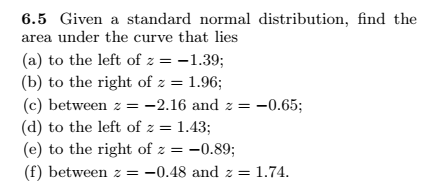 6.5 Given a standard normal distribution, find the
area under the curve that lies
(a) to the left of z = −1.39;
(b) to the right of z = 1.96;
(c) between z = −2.16 and z = −0.65;
(d) to the left of z = 1.43;
(e) to the right of z = −0.89;
(f) between z = −0.48 and z = 1.74.